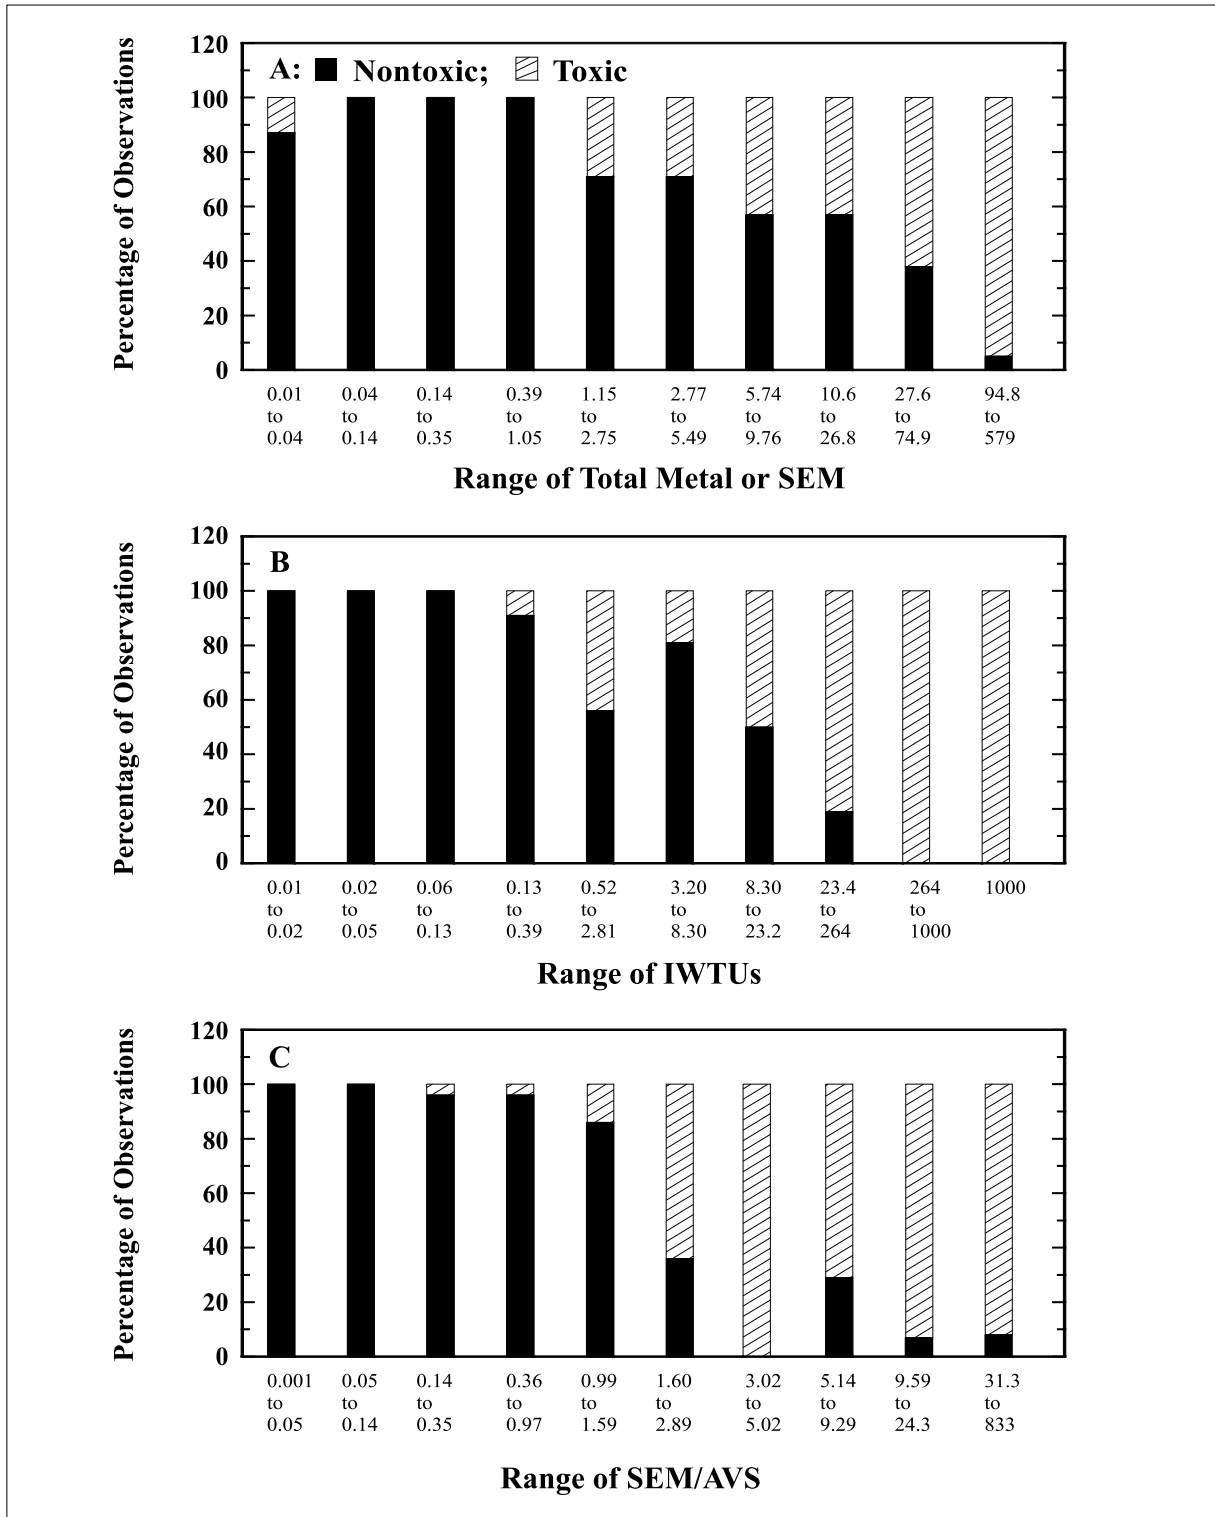 120
100
80
60
40
20
0
Percentage of Observations
A: Nontoxic; Toxic
0.01 to 0.04
0.04 to 0.14
0.14 to 0.35
0.39 to 1.05
1.15 to 2.75
2.77 to 5.49
5.74 to 9.76
10.6 to 26.8
27.6 to 74.9
94.8 to 579
Range of Total Metal or SEM
120
100
80
60
40
20
0
Percentage of Observations
B
0.01 to 0.02
0.02 to 0.05
0.06 to 0.13
0.13 to 0.39
0.52 to 2.81
3.20 to 8.30
8.30 to 23.2
23.4 to 264
264 to 1000
1000
Range of IWTUs
120
100
80
60
40
20
0
Percentage of Observations
C
0.001 to 0.05
0.05 to 0.14
0.14 to 0.35
0.36 to 0.97
0.99 to 1.59
1.60 to 2.89
3.02 to 5.02
5.14 to 9.29
9.59 to 24.3
31.3 to 833
Range of SEM/AVS